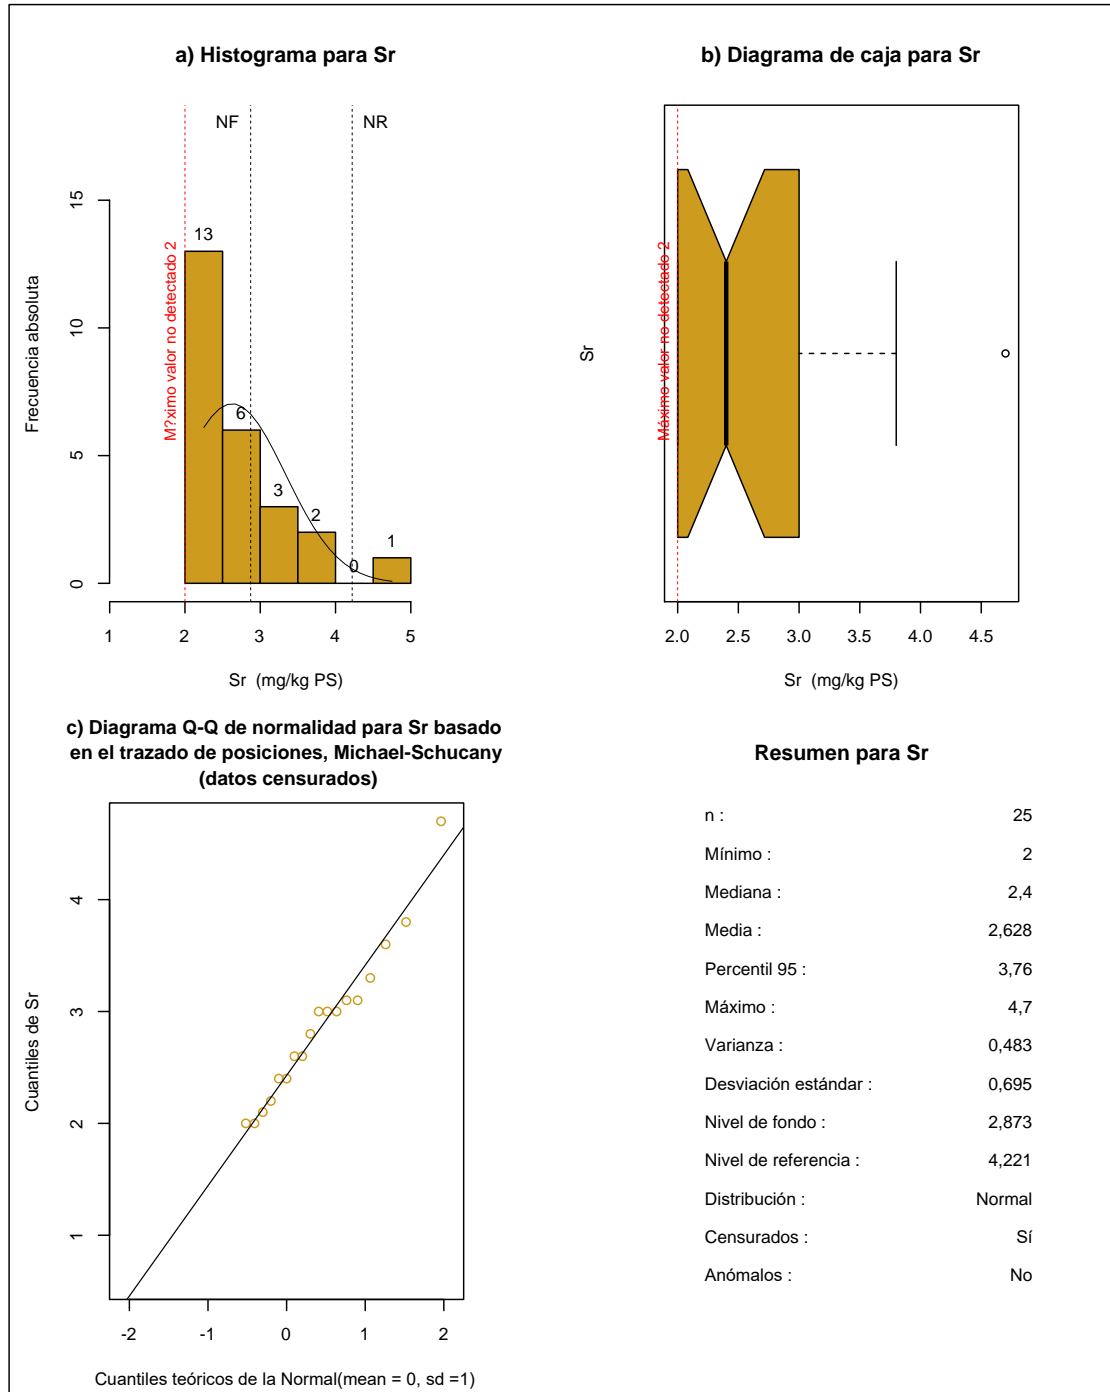 a) Histograma para Sr
NF
NR
M?ximo valor no detectado 2
13
6
3
2
0
1
Frecuencia absoluta
0
5
10
15
1
2
3
4
5
Sr (mg/kg PS)
b) Diagrama de caja para Sr
Máximo valor no detectado 2
Sr
2.0
2.5
3.0
3.5
4.0
4.5
Sr (mg/kg PS)
c) Diagrama Q-Q de normalidad para Sr basado
en el trazado de posiciones, Michael-Schucany
(datos censurados)
Cuantiles de Sr
1
2
3
4
-2
-1
0
1
2
Cuantiles teóricos de la Normal(mean = 0, sd =1)
Resumen para Sr
n : 25
Mínimo : 2
Mediana : 2,4
Media : 2,628
Percentil 95 : 3,76
Máximo : 4,7
Varianza : 0,483
Desviación estándar : 0,695
Nivel de fondo : 2,873
Nivel de referencia : 4,221
Distribución : Normal
Censurados : Sí
Anómalos : No